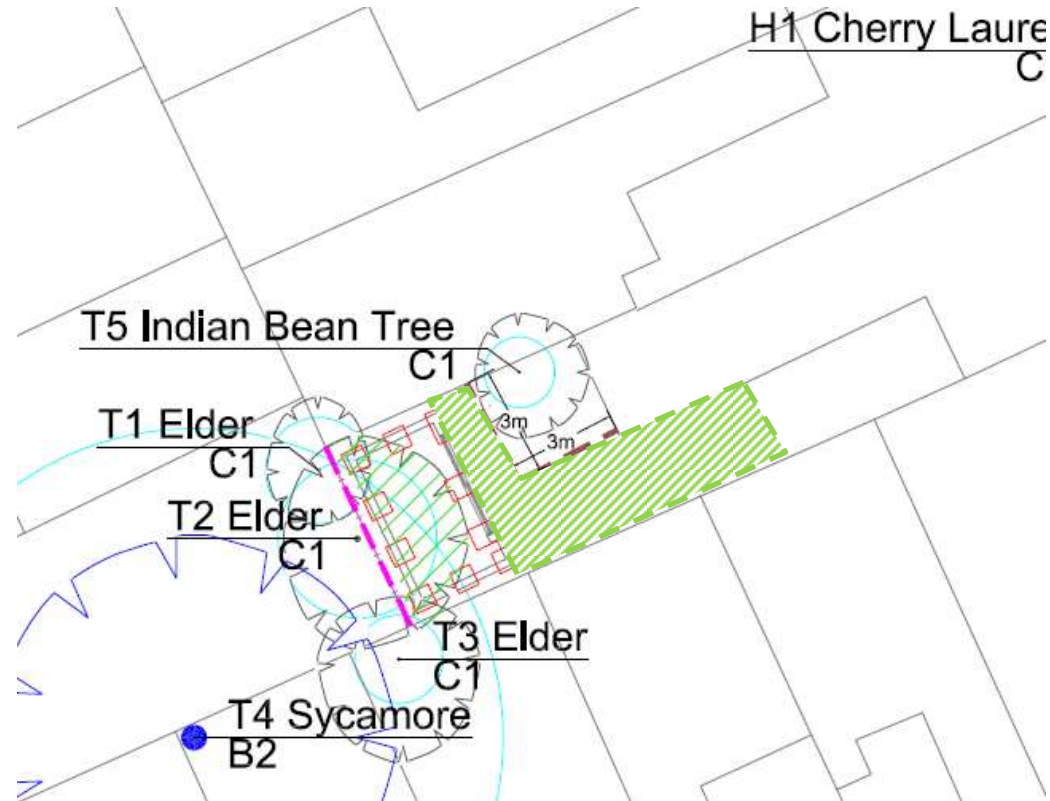 H1 Cherry Laure
C
T5 Indian Bean Tree
C1
T1 Elder
C1
3m
3m
T2 Elder
C1
T3 Elder
C1
T4 Sycamore
B2